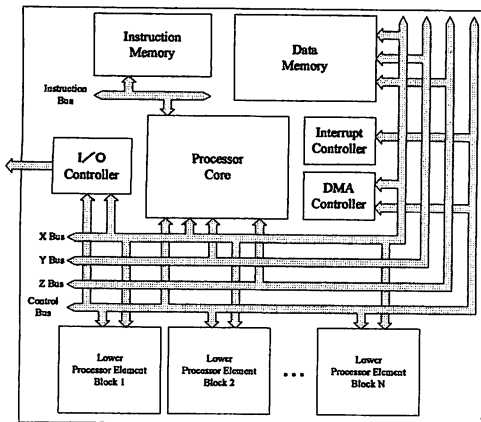 Instruction
Memory
Data
Memory
Instruction
Bus
Interrupt
Controller
I/O
Controller
Processor
Core
DMA
Controller
X Bus
Y Bus
Z Bus
Control
Bus
Lower
Processor Element
Block 1
Lower
Processor Element
Block 2
...
Lower
Processor Element
Block N